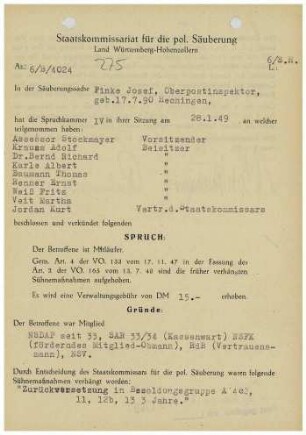 Staatskommissariat für die pol. Säuberung
Land Württemberg-Hohenzollern
Az: 6/B/4024
275
In der Säuberungssache Finke Josef, Oberpostinspektor,
geb.17.7.90 Hechingen,
hat die Spruchkammer IV in ihrer Sitzung am 28.1.49 an welcher
teilgenommen haben:
Assessor Stockmayer Vorsitzender
Krauss Adolf Beisitzer
Dr.Bernd Richard "
Karle Albert "
Baumann Thomas "
Renner Ernst "
Weiß Fritz "
Veit Martha "
Jordan Kurt Vertr.d.Staatskommissars
beschlossen und verkündet folgenden
SPRUCH:
Der Betroffene ist Mitläufer.
Gem. Art. 4 der VO. 133 vom 17. 11. 47 in der Fassung des
Art. 3 der VO. 165 vom 13. 7. 48 sind die früher verhängten
Sühnemaßnahmen aufgehoben.
Es wird eine Verwaltungsgebühr von DM 15.- erhoben.
Gründe:
Der Betroffene war Mitglied
NSDAP seit 33, SAR 33/34 (Kassenwart) NSFK
(förderndes Mitglied-Obmann), RDB (Vertrauens-
mann), NSV.
Durch Entscheidung des Staatskommissars für die pol. Säuberung waren folgende
Sühnemaßnahmen verhängt worden:
"Zurückversetzung in Besoldungsgruppe
11, 12b, 13 3 Jahre."